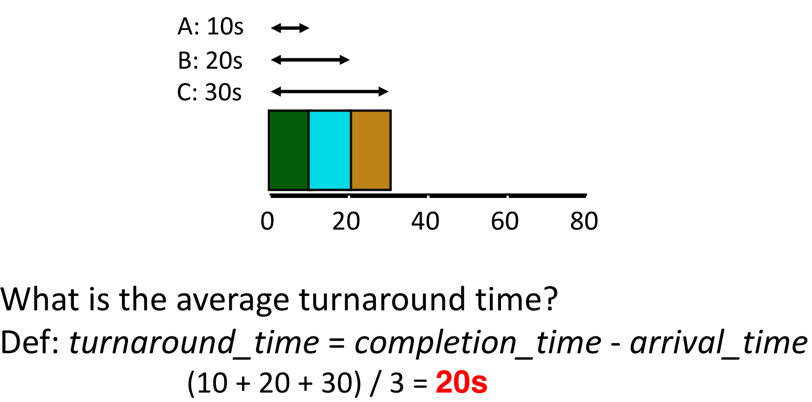 A: 10s
B: 20s
C: 30s
0 20 40 60 80
What is the average turnaround time?
Def: turnaround_time = completion_time - arrival_time
(10 + 20 + 30) / 3 = 20s